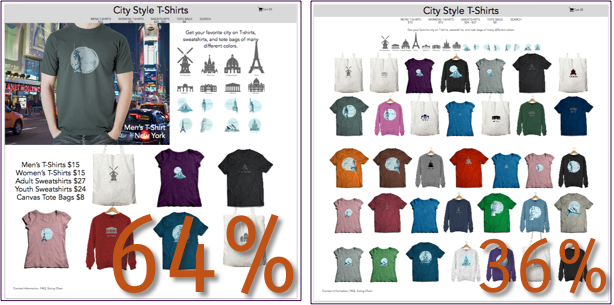 City Style T-Shirts
Cart (0)
MENS T-SHIRTS
WOMENS T-SHIRTS
SWEATSHIRTS
TOTE BAGS
SEARCH
Get your favorite city on T-shirts,
sweatshirts, and tote bags of many
different colors.
Men's T-Shirt
New York
Men's T-Shirts $15
Women's T-Shirts $15
Adult Sweatshirts $27
Youth Sweatshirts $24
Canvas Tote Bags $8
64%
Contact Information, FAQ, Sizing Chart
City Style T-Shirts
Cart (0)
MENS T-SHIRTS
WOMENS T-SHIRTS
SWEATSHIRTS
TOTE BAGS
SEARCH
Get your favorite city on T-shirts, sweatshirts, and tote bags of many different colors.
36%
Contact Information, FAQ, Sizing Chart